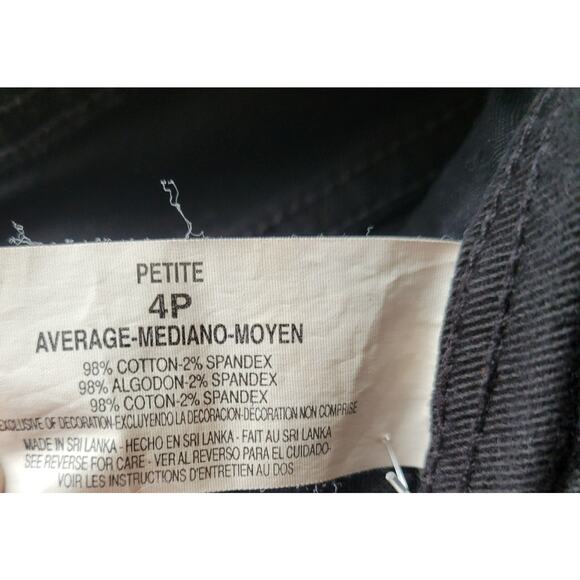 PETITE
4P
AVERAGE-MEDIANO-MOYEN
98% COTTON-2% SPANDEX
98% ALGODON-2% SPANDEX
98% COTON-2% SPANDEX
EXCLUSIVE OF DECORATION-EXCLUYENDO LA DECORACION-DECORATION NON COMPRISE
MADE IN SRI LANKA - HECHO EN SRI LANKA - FAIT AU SRI LANKA
SEE REVERSE FOR CARE - VER AL REVERSO PARA EL CUIDADO-
VOIR LES INSTRUCTIONS D'ENTRETIEN AU DOS